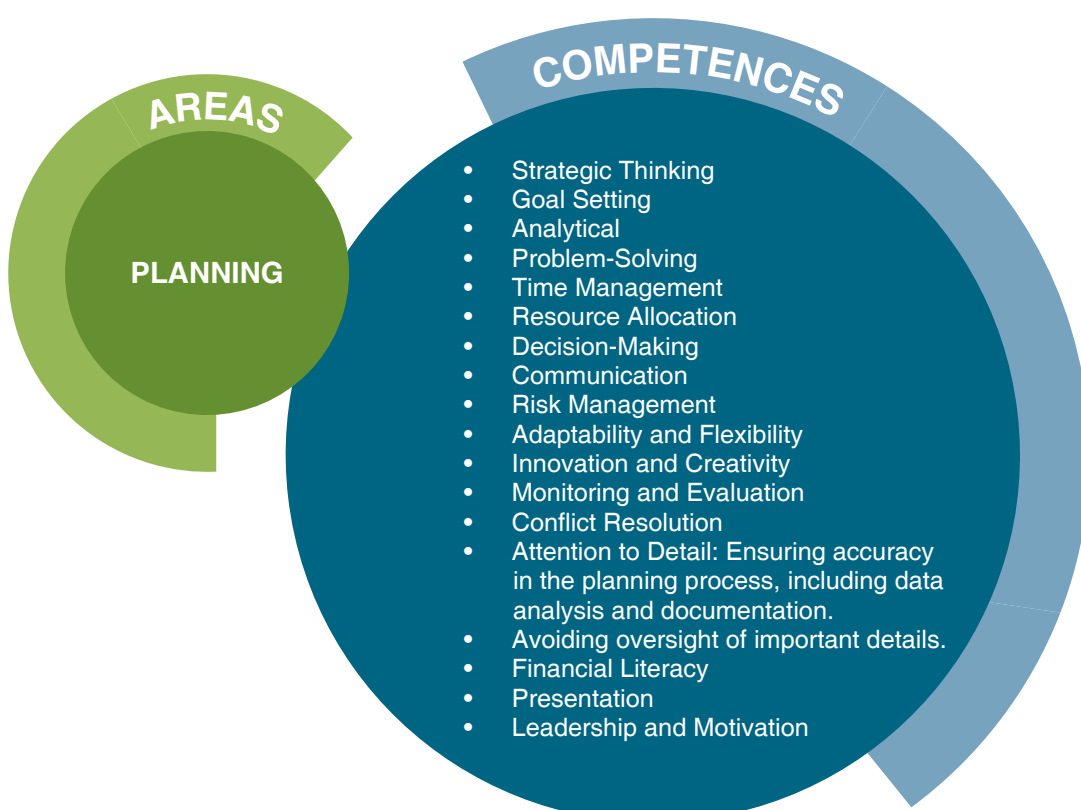 AREAS
COMPETENCES
PLANNING
• Strategic Thinking
• Goal Setting
• Analytical
• Problem-Solving
• Time Management
• Resource Allocation
• Decision-Making
• Communication
• Risk Management
• Adaptability and Flexibility
• Innovation and Creativity
• Monitoring and Evaluation
• Conflict Resolution
• Attention to Detail: Ensuring accuracy
in the planning process, including data
analysis and documentation.
• Avoiding oversight of important details.
• Financial Literacy
• Presentation
• Leadership and Motivation